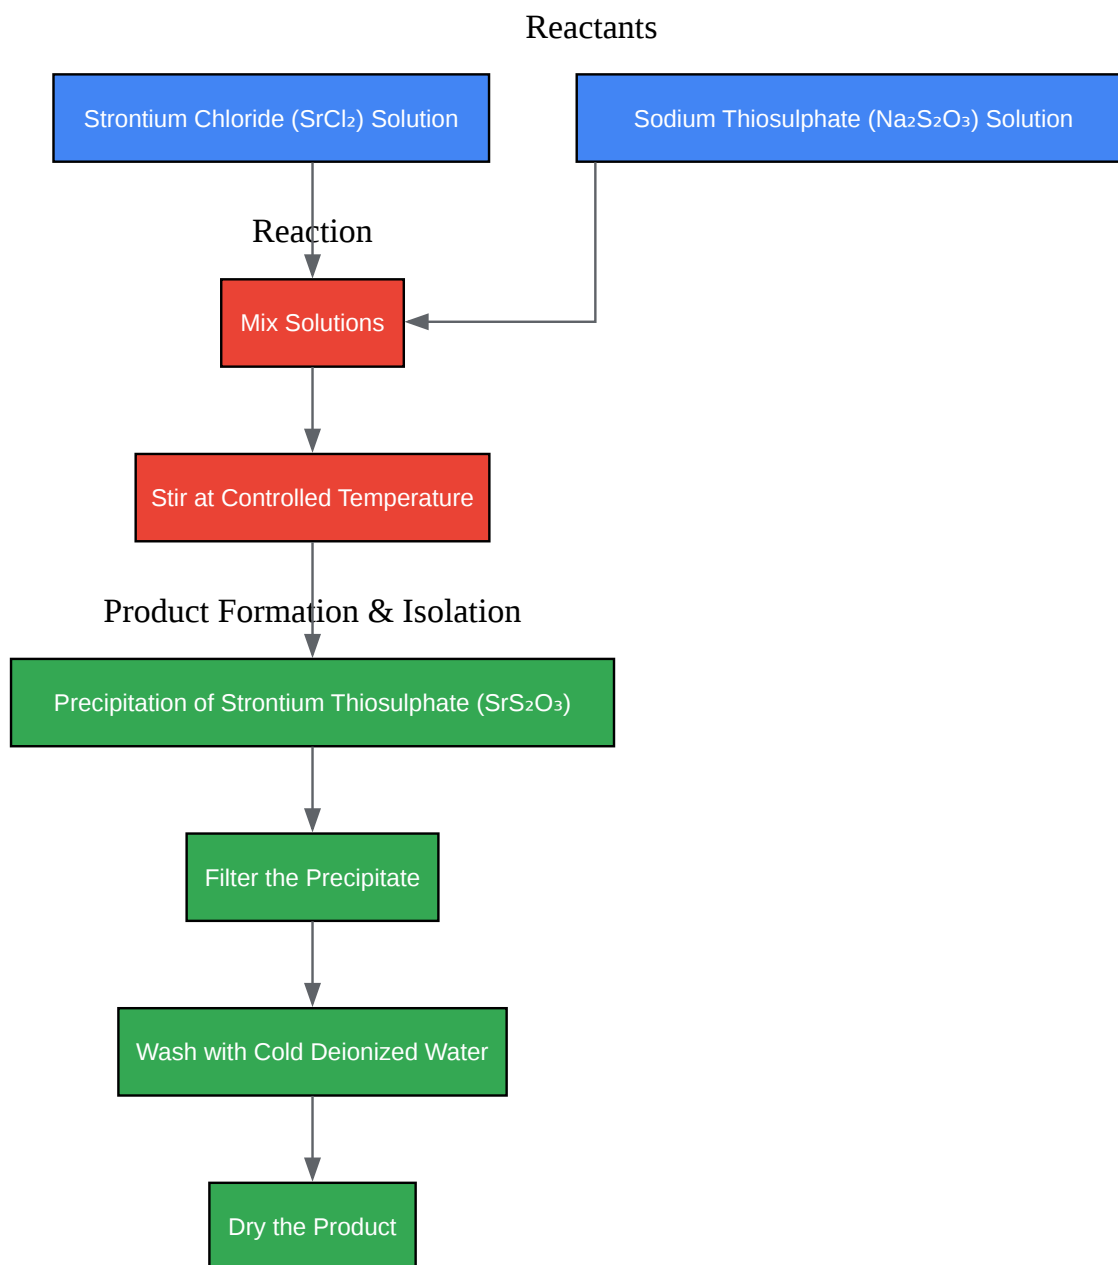 Reactants
Strontium Chloride (SrCl₂) Solution
Sodium Thiosulphate (Na₂S₂O₃) Solution
Reaction
Mix Solutions
Stir at Controlled Temperature
Product Formation & Isolation
Precipitation of Strontium Thiosulphate (SrS₂O₃)
Filter the Precipitate
Wash with Cold Deionized Water
Dry the Product